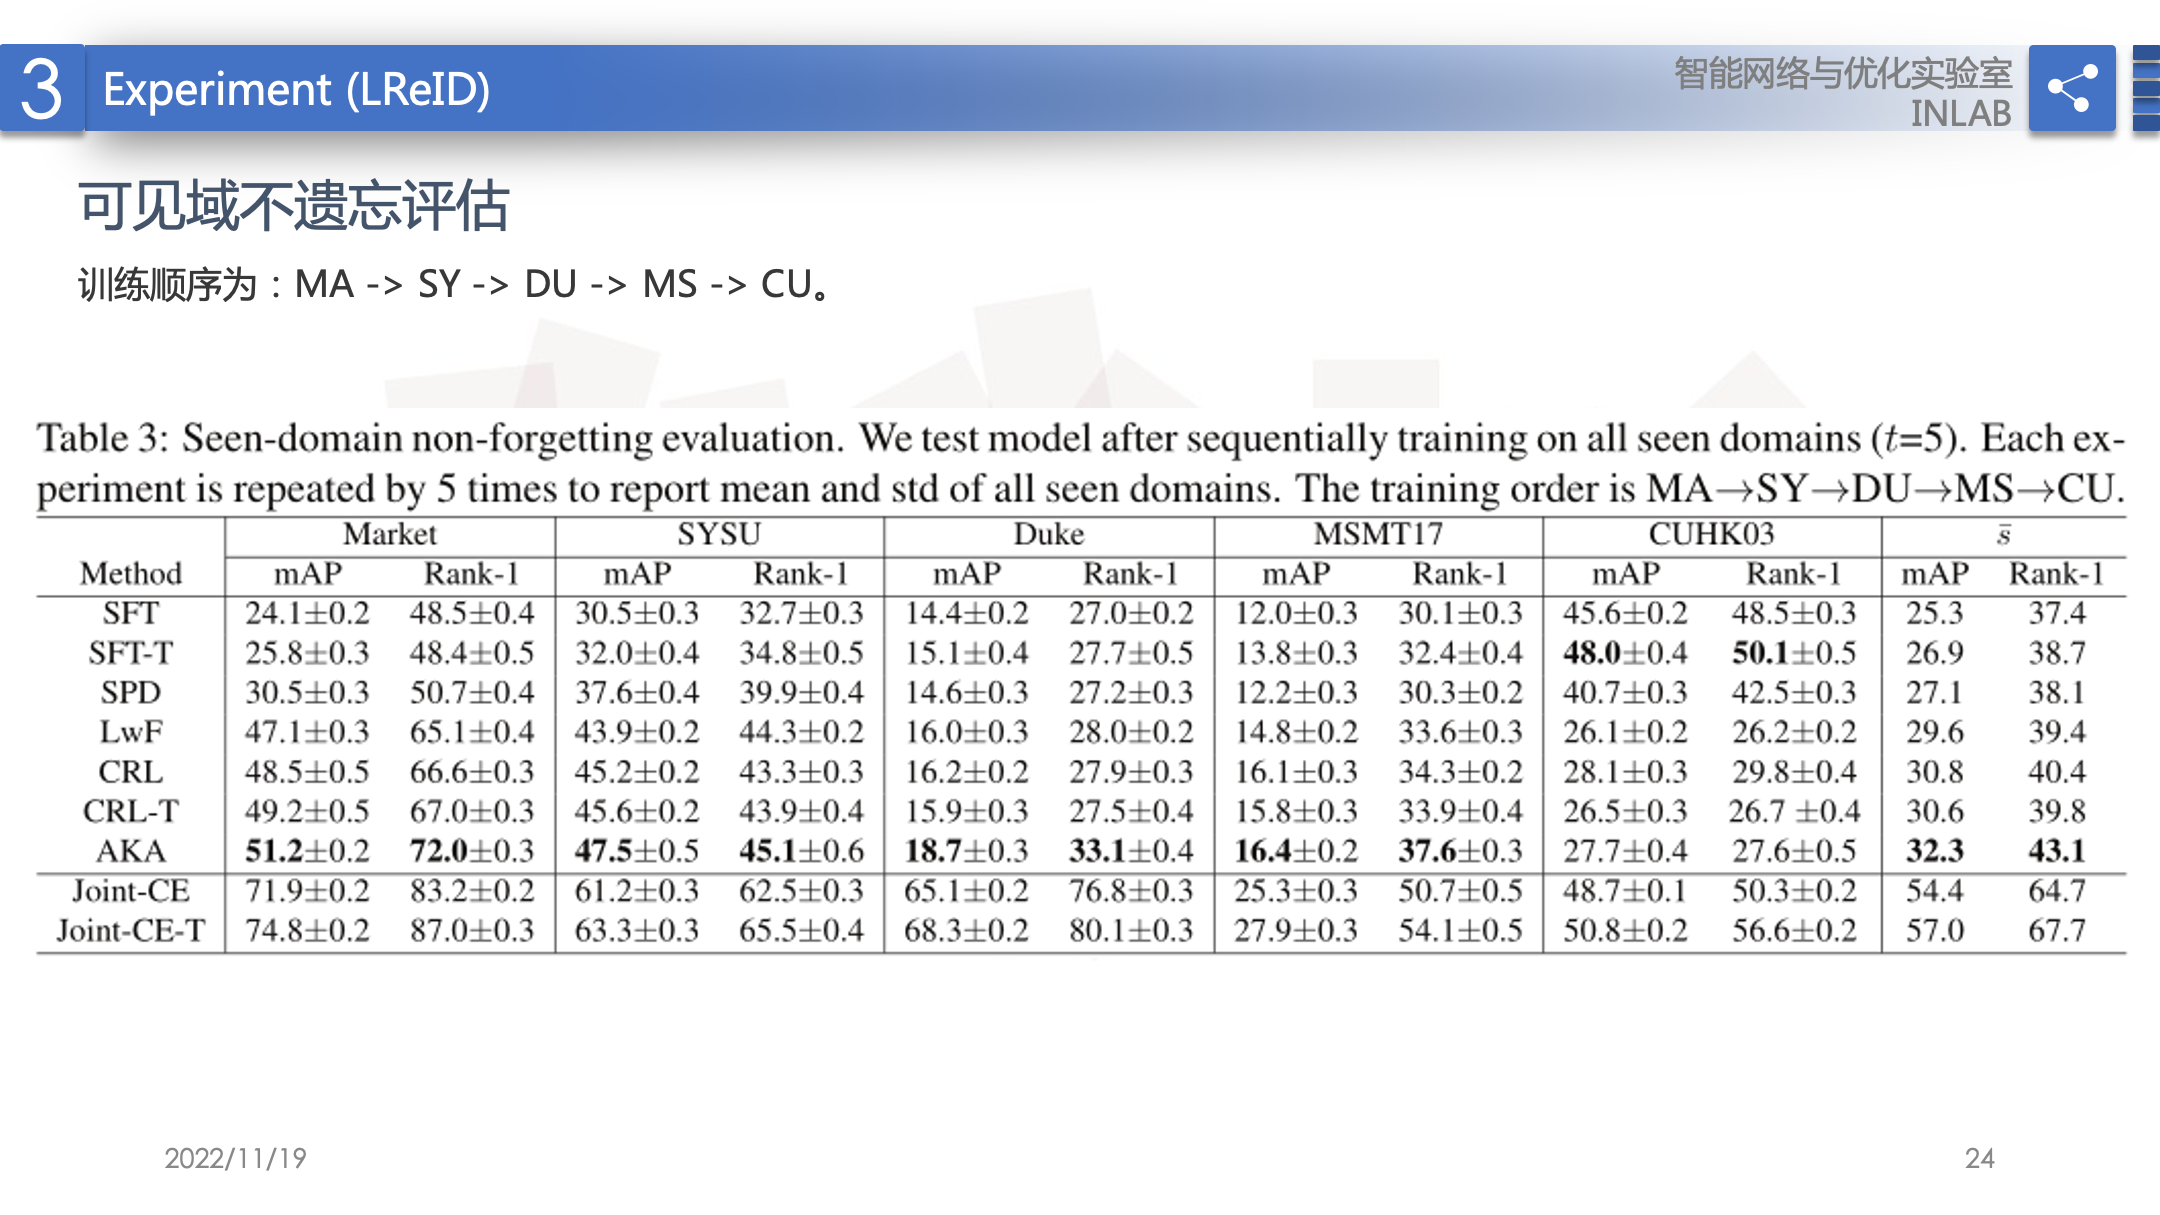 3
Experiment (LReID)
智能网络与优化实验室
INLAB
可见域不遗忘评估
训练顺序为：MA -> SY -> DU -> MS -> CU。
Table 3: Seen-domain non-forgetting evaluation. We test model after sequentially training on all seen domains (t=5). Each ex-
periment is repeated by 5 times to report mean and std of all seen domains. The training order is MA→SY→DU→MS→CU.
Market SYSU Duke MSMT17 CUHK03 s̄
Method mAP Rank-1 mAP Rank-1 mAP Rank-1 mAP Rank-1 mAP Rank-1 mAP Rank-1
SFT 24.1±0.2 48.5±0.4 30.5±0.3 32.7±0.3 14.4±0.2 27.0±0.2 12.0±0.3 30.1±0.3 45.6±0.2 48.5±0.3 25.3 37.4
SFT-T 25.8±0.3 48.4±0.5 32.0±0.4 34.8±0.5 15.1±0.4 27.7±0.5 13.8±0.3 32.4±0.4 48.0±0.4 50.1±0.5 26.9 38.7
SPD 30.5±0.3 50.7±0.4 37.6±0.4 39.9±0.4 14.6±0.3 27.2±0.3 12.2±0.3 30.3±0.2 40.7±0.3 42.5±0.3 27.1 38.1
LwF 47.1±0.3 65.1±0.4 43.9±0.2 44.3±0.2 16.0±0.3 28.0±0.2 14.8±0.2 33.6±0.3 26.1±0.2 26.2±0.2 29.6 39.4
CRL 48.5±0.5 66.6±0.3 45.2±0.2 43.3±0.3 16.2±0.2 27.9±0.3 16.1±0.3 34.3±0.2 28.1±0.3 29.8±0.4 30.8 40.4
CRL-T 49.2±0.5 67.0±0.3 45.6±0.2 43.9±0.4 15.9±0.3 27.5±0.4 15.8±0.3 33.9±0.4 26.5±0.3 26.7 ±0.4 30.6 39.8
AKA 51.2±0.2 72.0±0.3 47.5±0.5 45.1±0.6 18.7±0.3 33.1±0.4 16.4±0.2 37.6±0.3 27.7±0.4 27.6±0.5 32.3 43.1
Joint-CE 71.9±0.2 83.2±0.2 61.2±0.3 62.5±0.3 65.1±0.2 76.8±0.3 25.3±0.3 50.7±0.5 48.7±0.1 50.3±0.2 54.4 64.7
Joint-CE-T 74.8±0.2 87.0±0.3 63.3±0.3 65.5±0.4 68.3±0.2 80.1±0.3 27.9±0.3 54.1±0.5 50.8±0.2 56.6±0.2 57.0 67.7
2022/11/19
24